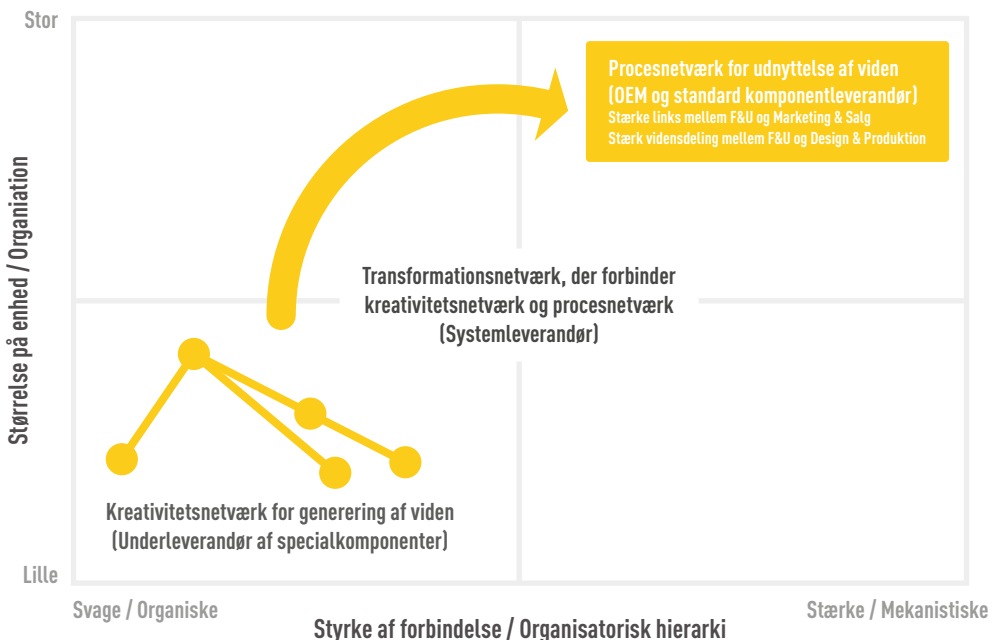 Stor
Procesnetværk for udnyttelse af viden
(OEM og standard komponentleverandør)
Stærke links mellem F&U og Marketing & Salg
Stærk vidensdeling mellem F&U og Design & Produktion
Størrelse på enhed / Organiation
Transformationsnetværk, der forbinder
kreativitetsnetværk og procesnetværk
(Systemleverandør)
Kreativitetsnetværk for generering af viden
(Underleverandør af specialkomponenter)
Lille
Svage / Organiske
Stærke / Mekanistiske
Styrke af forbindelse / Organisatorisk hierarki